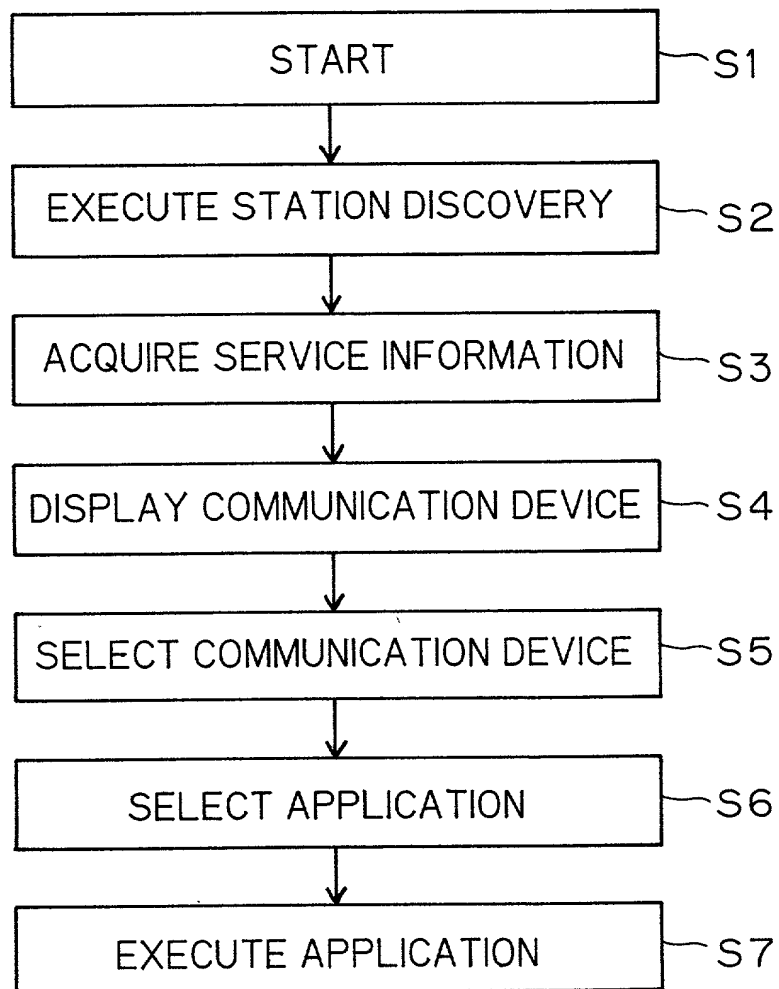 START S1
EXECUTE STATION DISCOVERY S2
ACQUIRE SERVICE INFORMATION S3
DISPLAY COMMUNICATION DEVICE S4
SELECT COMMUNICATION DEVICE S5
SELECT APPLICATION S6
EXECUTE APPLICATION S7